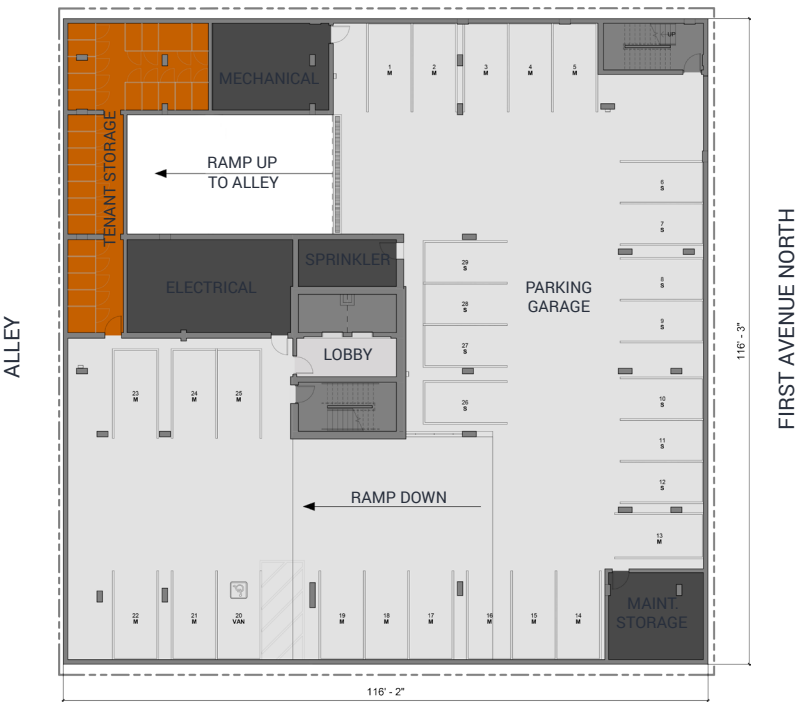 MECHANICAL
1
M
2
M
3
M
4
M
5
M
UP
TENANT STORAGE
RAMP UP
TO ALLEY
6
S
7
S
29
S
SPRINKLER
ELECTRICAL
PARKING
GARAGE
8
S
28
S
9
S
27
S
LOBBY
ALLEY
FIRST AVENUE NORTH
116' - 3"
23
M
24
M
25
M
26
S
10
S
11
S
12
S
RAMP DOWN
13
M
22
M
21
M
20
VAN
19
M
18
M
17
M
16
M
15
M
14
M
MAINT.
STORAGE
116' - 2"